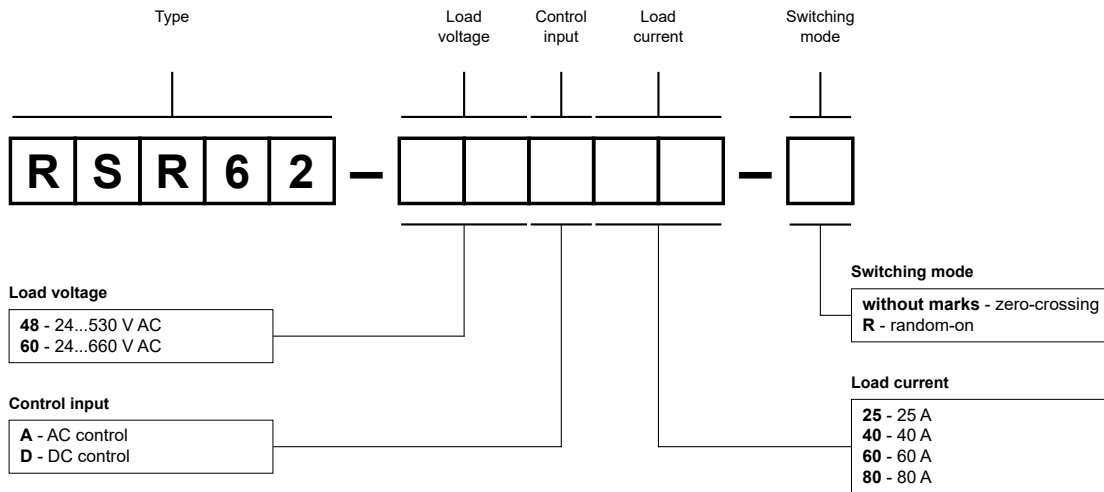 Type
Load
voltage
Control
input
Load
current
Switching
mode
R S R 6 2 – –
Load voltage
48 - 24...530 V AC
60 - 24...660 V AC
Control input
A - AC control
D - DC control
Switching mode
without marks - zero-crossing
R - random-on
Load current
25 - 25 A
40 - 40 A
60 - 60 A
80 - 80 A